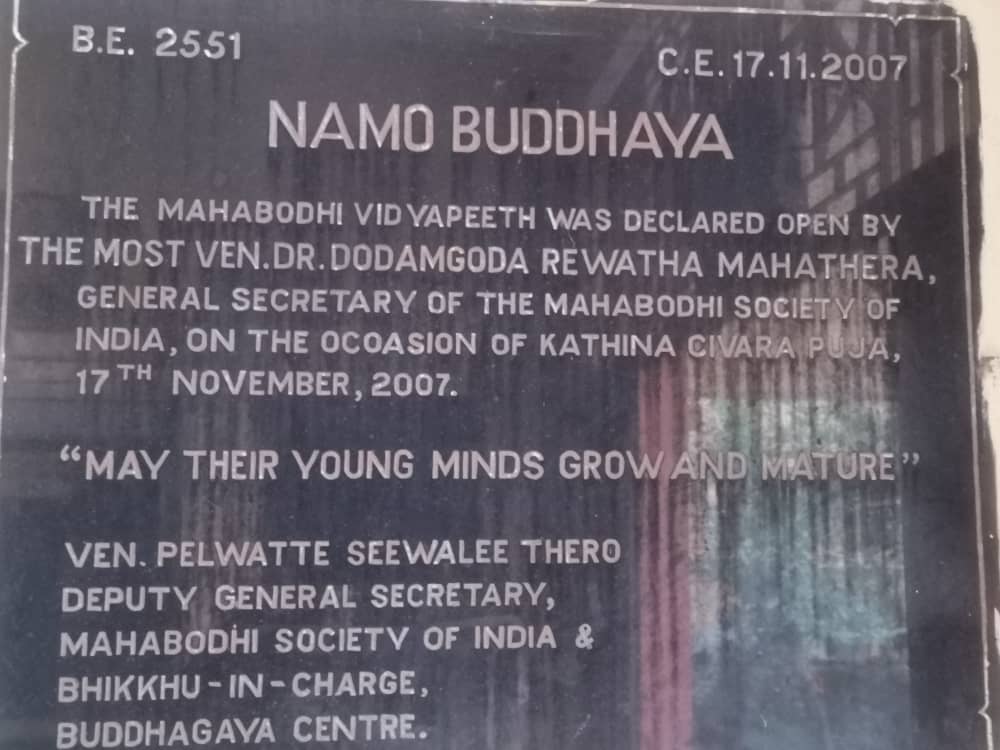 B.E. 2551
C.E. 17.11.2007
NAMO BUDDHAYA
THE MAHABODHI VIDYAPEETH WAS DECLARED OPEN BY
THE MOST VEN.DR.DODAMGODA REWATHA MAHATHERA,
GENERAL SECRETARY OF THE MAHABODHI SOCIETY OF
INDIA, ON THE OCOASION OF KATHINA CIVARA PUJA,
17TH NOVEMBER, 2007.
“MAY THEIR YOUNG MINDS GROW AND MATURE”
VEN. PELWATTE SEEWALEE THERO
DEPUTY GENERAL SECRETARY,
MAHABODHI SOCIETY OF INDIA &
BHIKKHU-IN-CHARGE,
BUDDHAGAYA CENTRE.